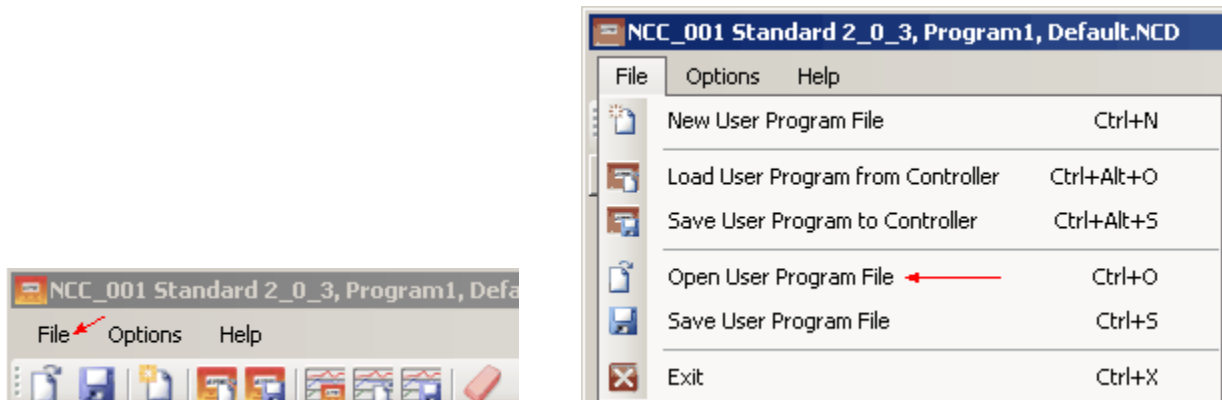 NCC_001 Standard 2_0_3, Program1, Defa
File Options Help
NCC_001 Standard 2_0_3, Program1, Default.NCD
File Options Help
New User Program File Ctrl+N
Load User Program from Controller Ctrl+Alt+O
Save User Program to Controller Ctrl+Alt+S
Open User Program File Ctrl+O
Save User Program File Ctrl+S
Exit Ctrl+X